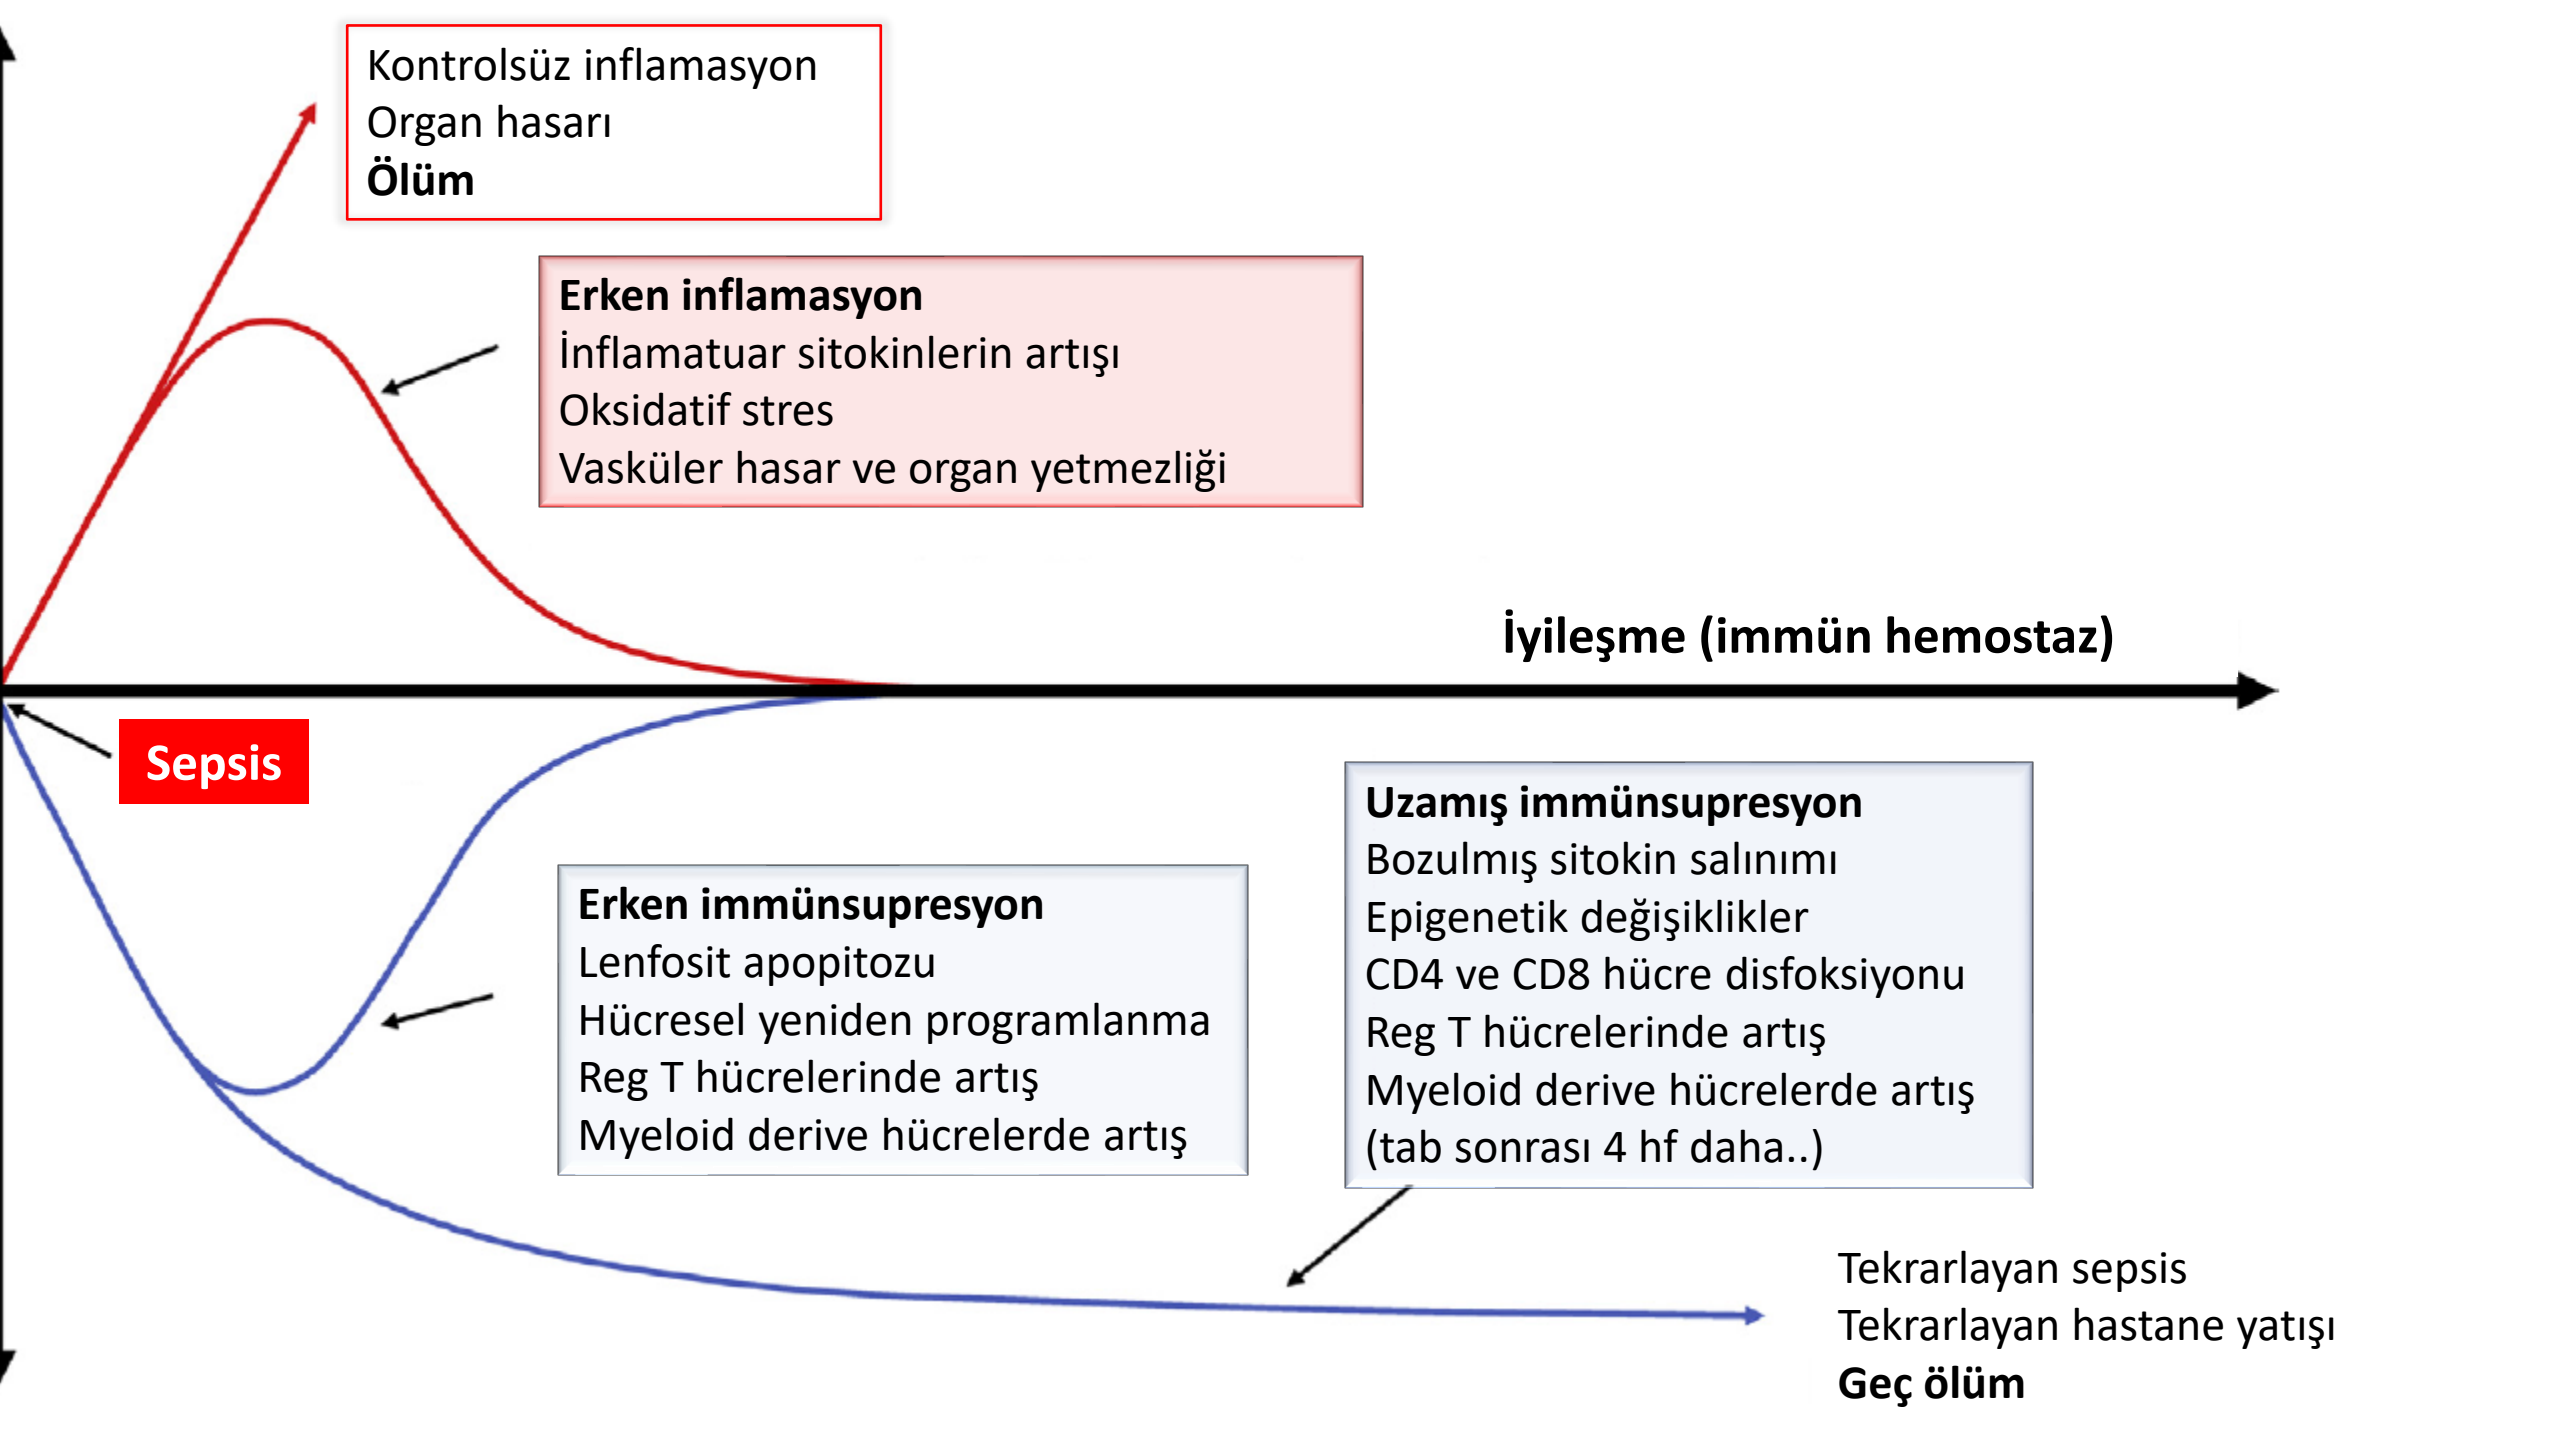 Kontrolsüz inflamasyon
Organ hasarı
Ölüm
Erken inflamasyon
İnflamatuar sitokinlerin artışı
Oksidatif stres
Vasküler hasar ve organ yetmezliği
İyileşme (immün hemostaz)
Sepsis
Erken immünsupresyon
Lenfosit apopitozu
Hücresel yeniden programlanma
Reg T hücrelerinde artış
Myeloid derive hücrelerde artış
Uzamış immünsupresyon
Bozulmış sitokin salınımı
Epigenetik değişiklikler
CD4 ve CD8 hücre disfoksiyonu
Reg T hücrelerinde artış
Myeloid derive hücrelerde artış
(tab sonrası 4 hf daha..)
Tekrarlayan sepsis
Tekrarlayan hastane yatışı
Geç ölüm